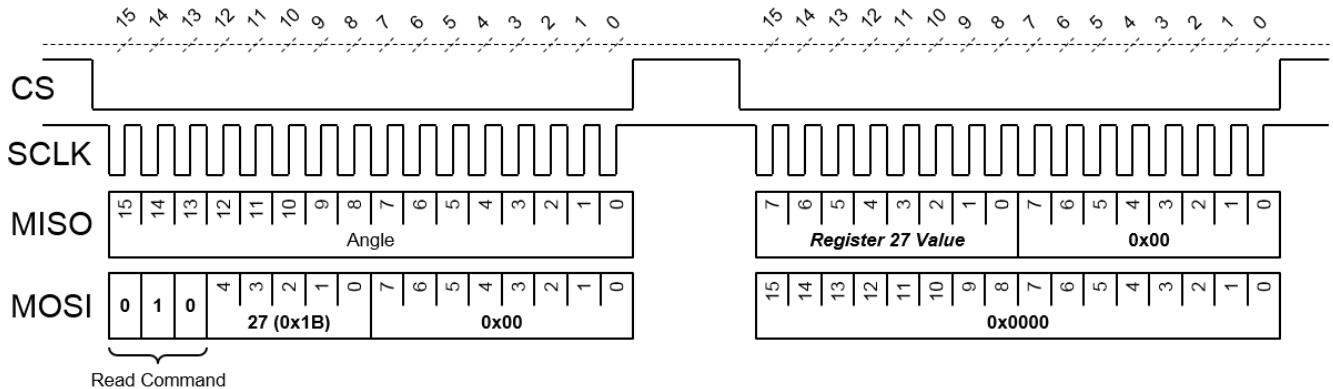 15 14 13 12 11 10 9 8 7 6 5 4 3 2 1 0 15 14 13 12 11 10 9 8 7 6 5 4 3 2 1 0
CS
SCLK
MISO
15 14 13 12 11 10 9 8 7 6 5 4 3 2 1 0 7 6 5 4 3 2 1 0 7 6 5 4 3 2 1 0
Angle Register 27 Value 0x00
MOSI
0 1 0 4 3 2 1 0 7 6 5 4 3 2 1 0 15 14 13 12 11 10 9 8 7 6 5 4 3 2 1 0
27 (0x1B) 0x00 0x0000
Read Command